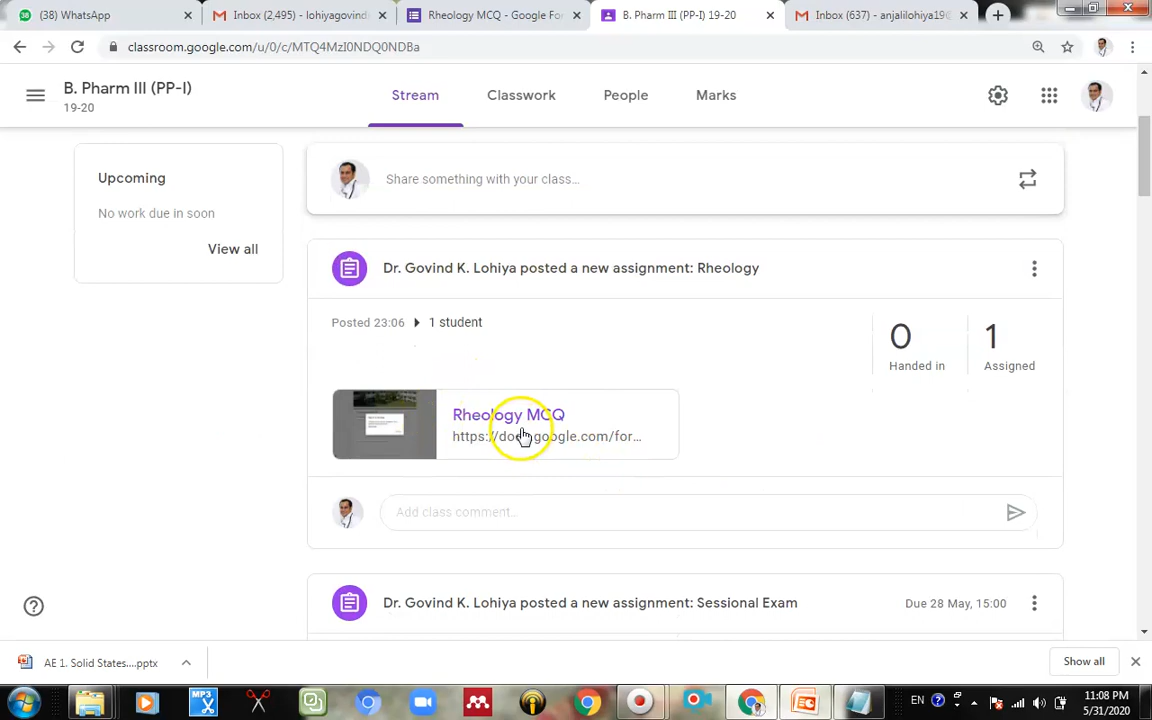 (38) WhatsApp
Inbox (2,495) - lohiyagovind
Rheology MCQ - Google For
B. Pharm III (PP-I) 19-20
Inbox (637) - anjalilohiya19@
classroom.google.com/u/0/c/MTQ4MzI0NDQ0NDBa
B. Pharm III (PP-I)
19-20
Stream
Classwork
People
Marks
Upcoming
No work due in soon
View all
Share something with your class...
Dr. Govind K. Lohiya posted a new assignment: Rheology
Posted 23:06
1 student
0
Handed in
1
Assigned
Rheology MCQ
https://docs.google.com/for...
Add class comment...
Dr. Govind K. Lohiya posted a new assignment: Sessional Exam
Due 28 May, 15:00
AE 1. Solid States....pptx
Show all
MP3
EN
11:08 PM
5/31/2020